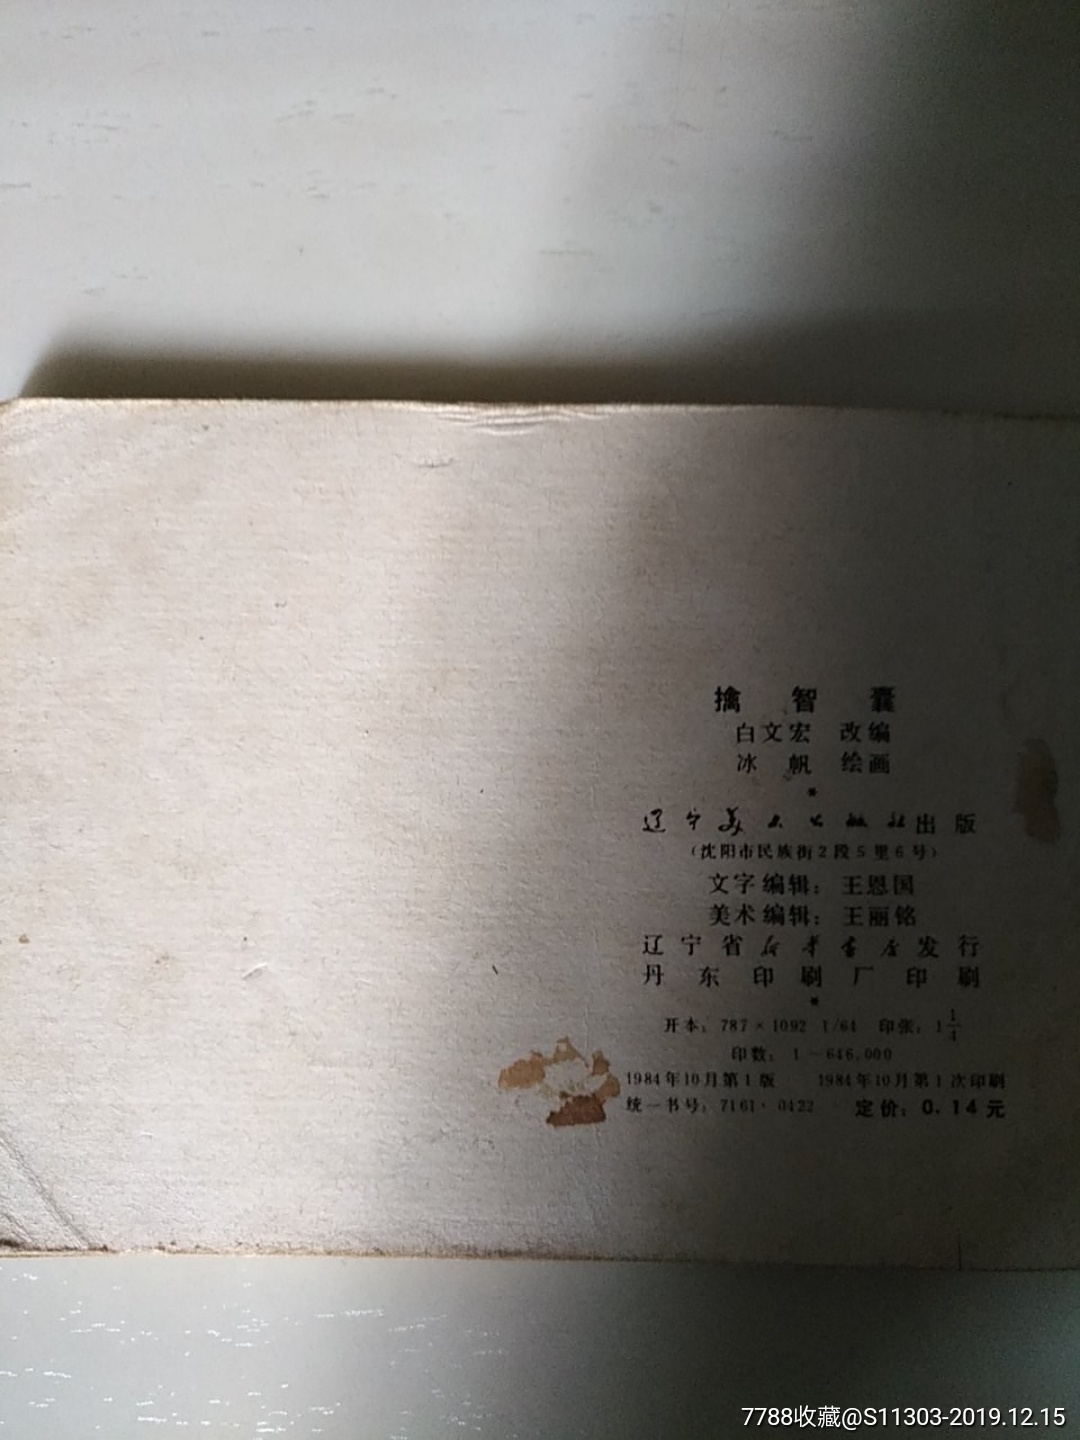 擒智囊
白文宏 改编
冰帆 绘画
*
辽宁美术出版社出版
(沈阳市民族街2段5里6号)
文字编辑：王恩国
美术编辑：王丽铭
辽宁省新华书店发行
丹东印刷厂印刷
*
开本：787×1092 1/64 印张：1 1/4
印数：1—646,000
1984年10月第1版 1984年10月第1次印刷
统一书号：7161·0422 定价：0.14元
7788收藏@S11303-2019.12.15